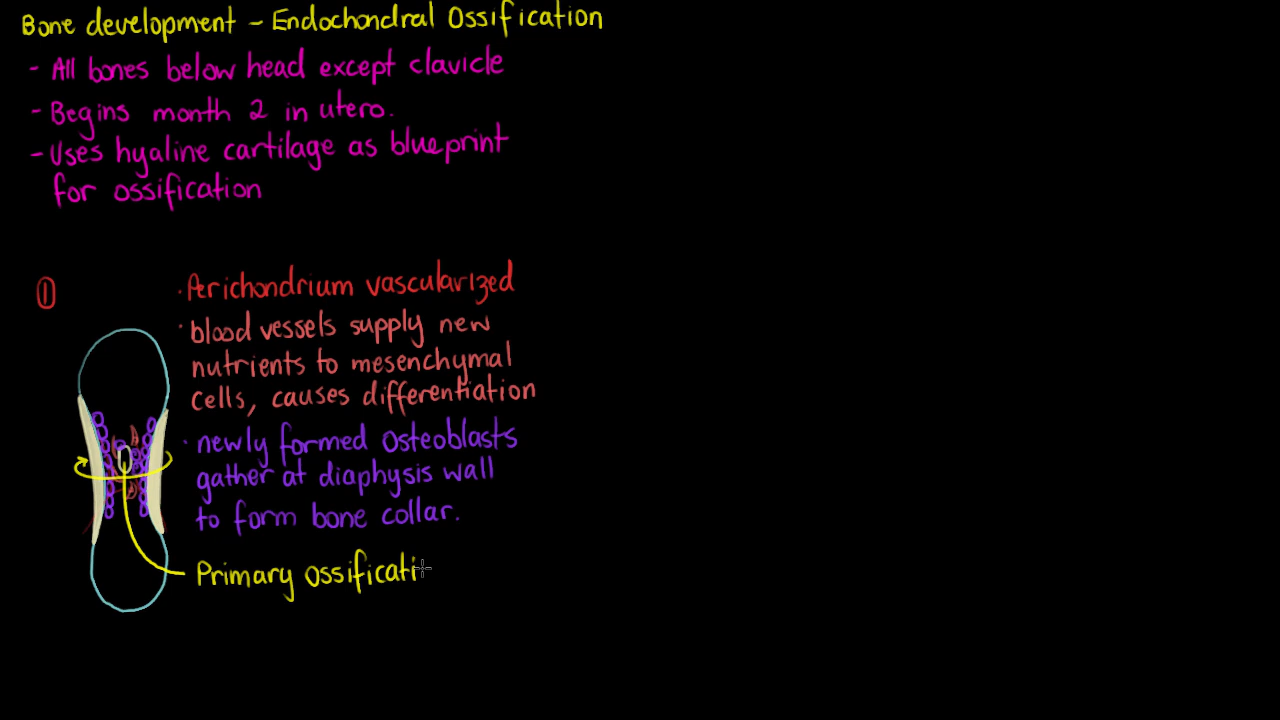 Bone development - Endochondral Ossification
- All bones below head except clavicle
- Begins month 2 in utero.
- Uses hyaline cartilage as blueprint
for ossification
①
· Perichondrium vascularized
· blood vessels supply new
nutrients to mesenchymal
cells, causes differentiation
· newly formed osteoblasts
gather at diaphysis wall
to form bone collar.
Primary Ossificati